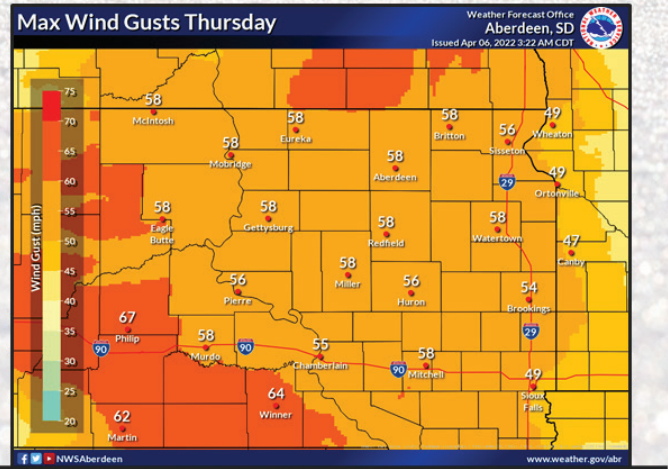 Max Wind Gusts Thursday
Weather Forecast Office
Aberdeen, SD
Issued Apr 06, 2022 3:22 AM CDT
NATIONAL WEATHER SERVICE
Wind Gust (mph)
75
70
65
60
55
50
45
40
35
30
25
20
58
McIntosh
58
Eureka
58
Britton
56
Sisseton
49
Wheaton
58
Mobridge
58
Aberdeen
49
Ortonville
29
58
Eagle
Butte
58
Gettysburg
58
Redfield
58
Watertown
47
Canby
58
Miller
56
Pierre
56
Huron
54
Brookings
67
Philip
90
58
Murdo
90
55
Chamberlain
90
58
Mitchell
29
49
Sioux
Falls
64
Winner
62
Martin
NWSAberdeen
www.weather.gov/abr